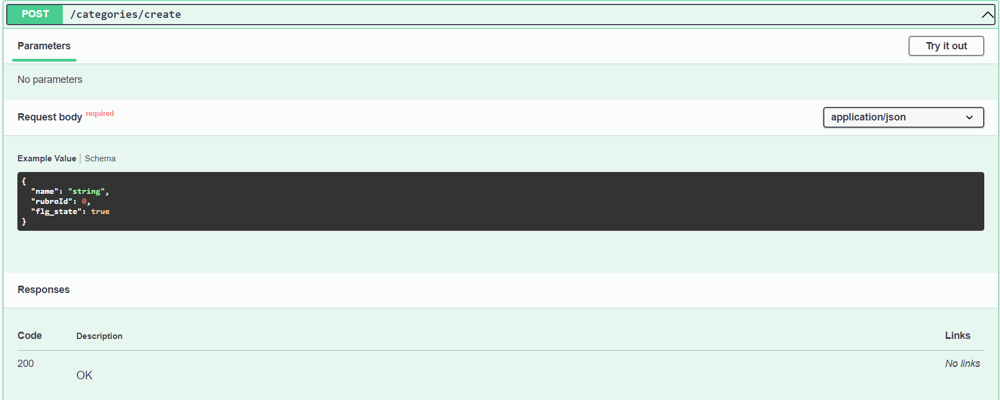 POST /categories/create
Parameters Try it out
No parameters
Request body required application/json
Example Value Schema
{
"name": "string",
"rubroId": 0,
"flg_state": true
}
Responses
Code Description Links
200 No links
OK